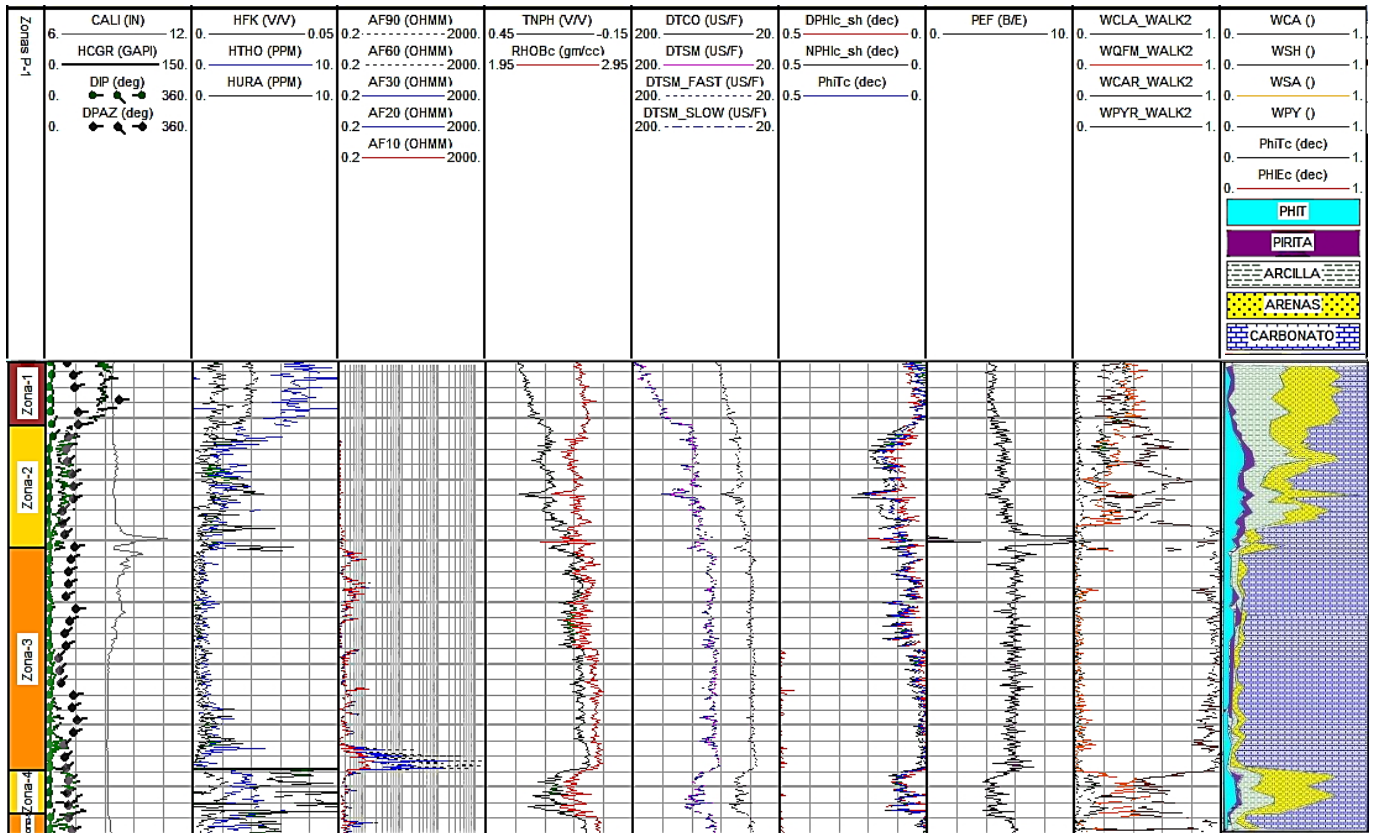 Zonas P-1
CALI (IN)
6. 12.
HCGR (GAPI)
0. 150.
DIP (deg)
0. 360.
DPAZ (deg)
0. 360.
HFK (V/V)
0. 0.05
HTHO (PPM)
0. 10.
HURA (PPM)
0. 10.
AF90 (OHMM)
0.2 2000.
AF60 (OHMM)
0.2 2000.
AF30 (OHMM)
0.2 2000.
AF20 (OHMM)
0.2 2000.
AF10 (OHMM)
0.2 2000.
TNPH (V/V)
0.45 -0.15
RHOBc (gm/cc)
1.95 2.95
DTCO (US/F)
200. 20.
DTSM (US/F)
200. 20.
DTSM_FAST (US/F)
200. 20.
DTSM_SLOW (US/F)
200. 20.
DPHIc_sh (dec)
0.5 0.
NPHIc_sh (dec)
0.5 0.
PhiTc (dec)
0.5 0.
PEF (B/E)
0. 10.
WCLA_WALK2
0. 1.
WQFM_WALK2
0. 1.
WCAR_WALK2
0. 1.
WPYR_WALK2
0. 1.
WCA ()
0. 1.
WSH ()
0. 1.
WSA ()
0. 1.
WPY ()
0. 1.
PhiTc (dec)
0. 1.
PHIEc (dec)
0. 1.
PHIT
PIRITA
ARCILLA
ARENAS
CARBONATO
Zona-1
Zona-2
Zona-3
Zona-4